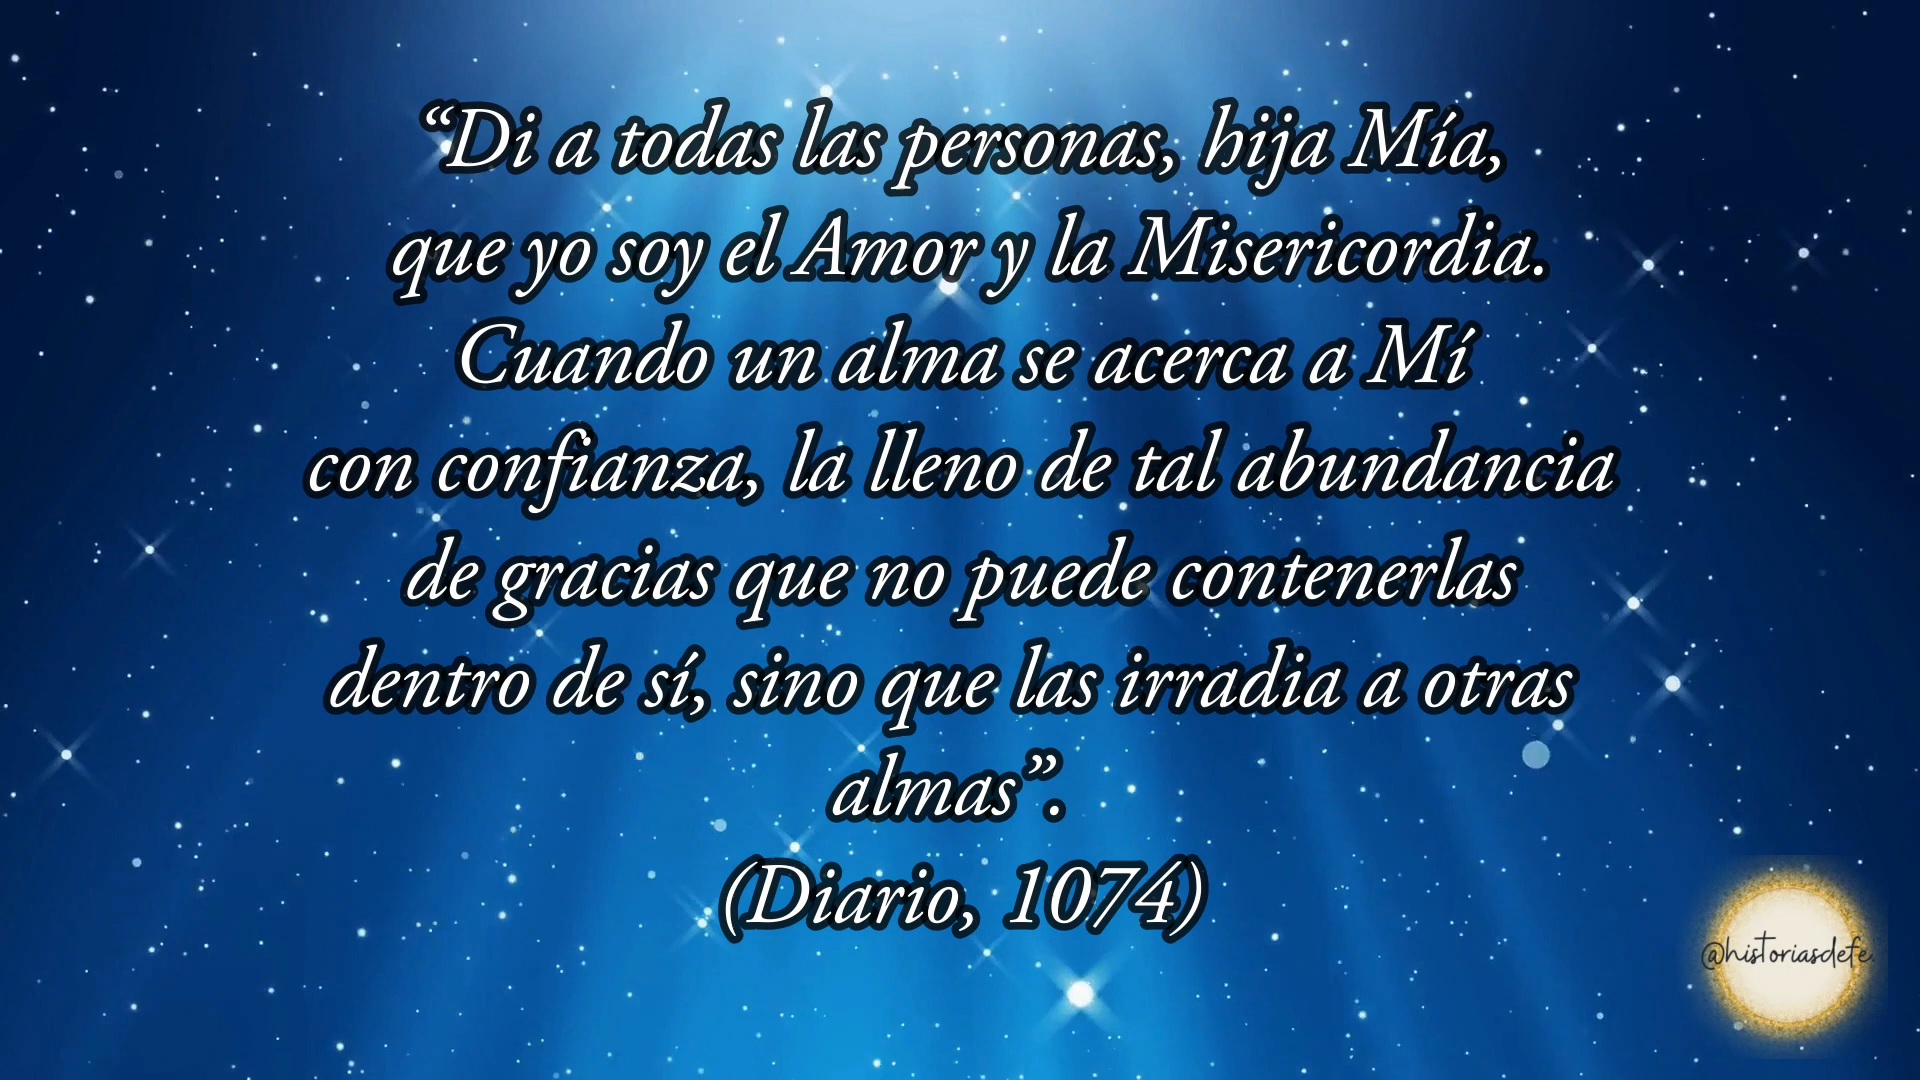 “Di a todas las personas, hija Mía,
que yo soy el Amor y la Misericordia.
Cuando un alma se acerca a Mí
con confianza, la lleno de tal abundancia
de gracias que no puede contenerlas
dentro de sí, sino que las irradia a otras
almas”.
(Diario, 1074)
@historiasdefe.